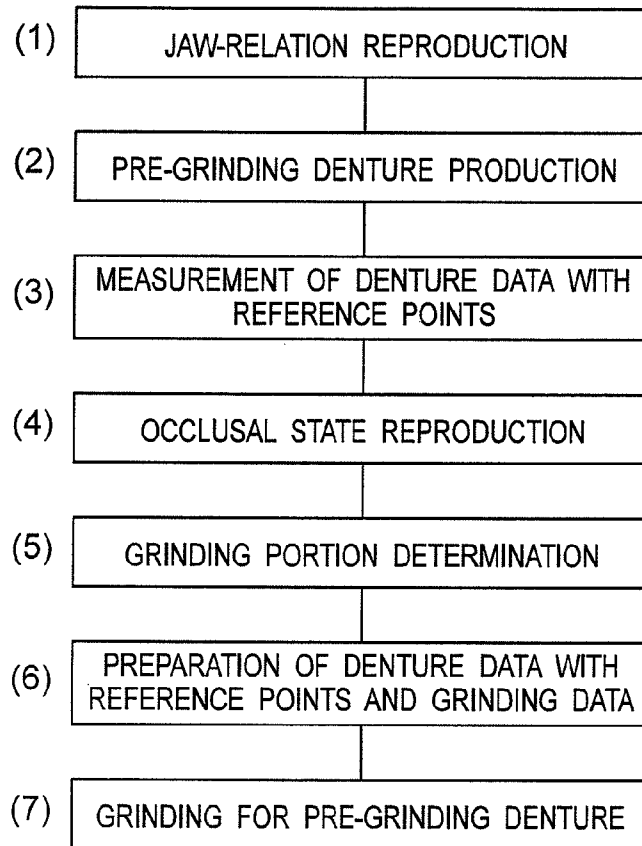 (1) JAW-RELATION REPRODUCTION
(2) PRE-GRINDING DENTURE PRODUCTION
(3) MEASUREMENT OF DENTURE DATA WITH
REFERENCE POINTS
(4) OCCLUSAL STATE REPRODUCTION
(5) GRINDING PORTION DETERMINATION
(6) PREPARATION OF DENTURE DATA WITH
REFERENCE POINTS AND GRINDING DATA
(7) GRINDING FOR PRE-GRINDING DENTURE